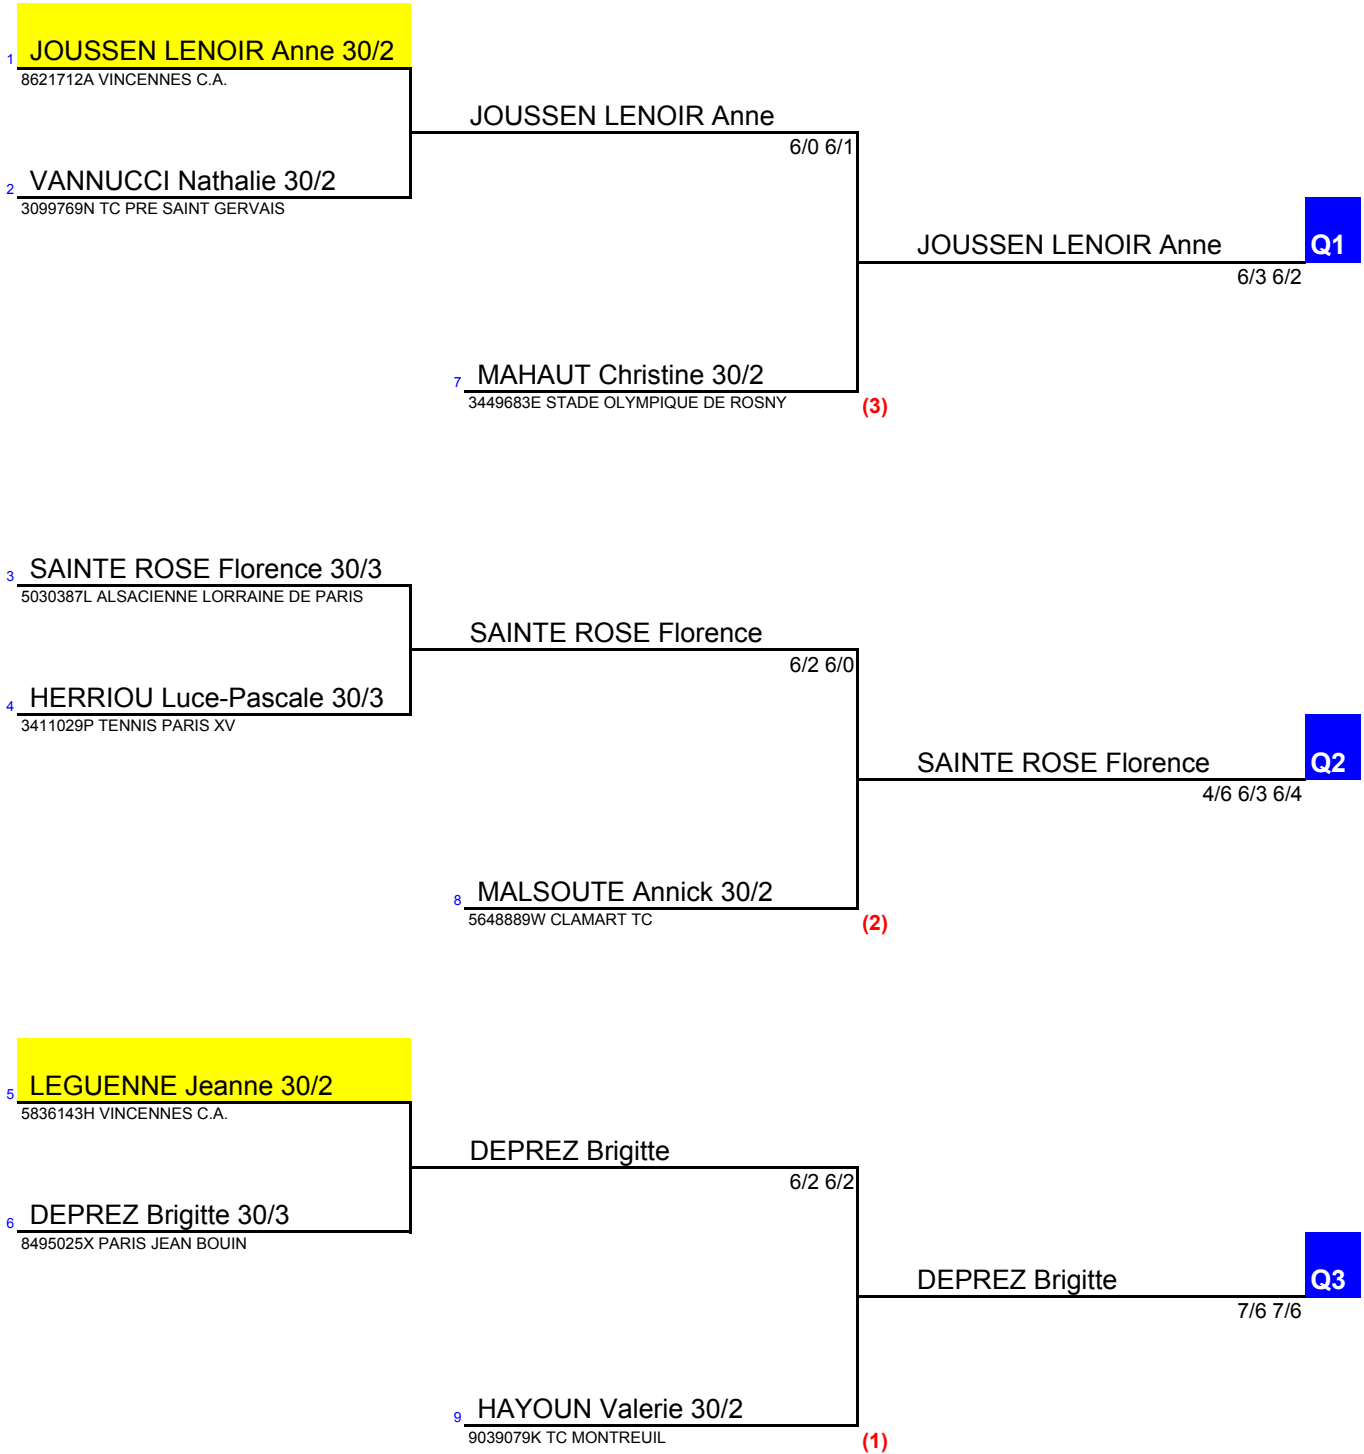 1 JOUSSEN LENOIR Anne 30/2
8621712A VINCENNES C.A.
JOUSSEN LENOIR Anne
6/0 6/1
2 VANNUCCI Nathalie 30/2
3099769N TC PRE SAINT GERVAIS
JOUSSEN LENOIR Anne Q1
6/3 6/2
7 MAHAUT Christine 30/2
3449683E STADE OLYMPIQUE DE ROSNY (3)
3 SAINTE ROSE Florence 30/3
5030387L ALSACIENNE LORRAINE DE PARIS
SAINTE ROSE Florence
6/2 6/0
4 HERRIOU Luce-Pascale 30/3
3411029P TENNIS PARIS XV
SAINTE ROSE Florence Q2
4/6 6/3 6/4
8 MALSOUTE Annick 30/2
5648889W CLAMART TC (2)
5 LEGUENNE Jeanne 30/2
5836143H VINCENNES C.A.
DEPREZ Brigitte
6/2 6/2
6 DEPREZ Brigitte 30/3
8495025X PARIS JEAN BOUIN
DEPREZ Brigitte Q3
7/6 7/6
9 HAYOUN Valerie 30/2
9039079K TC MONTREUIL (1)